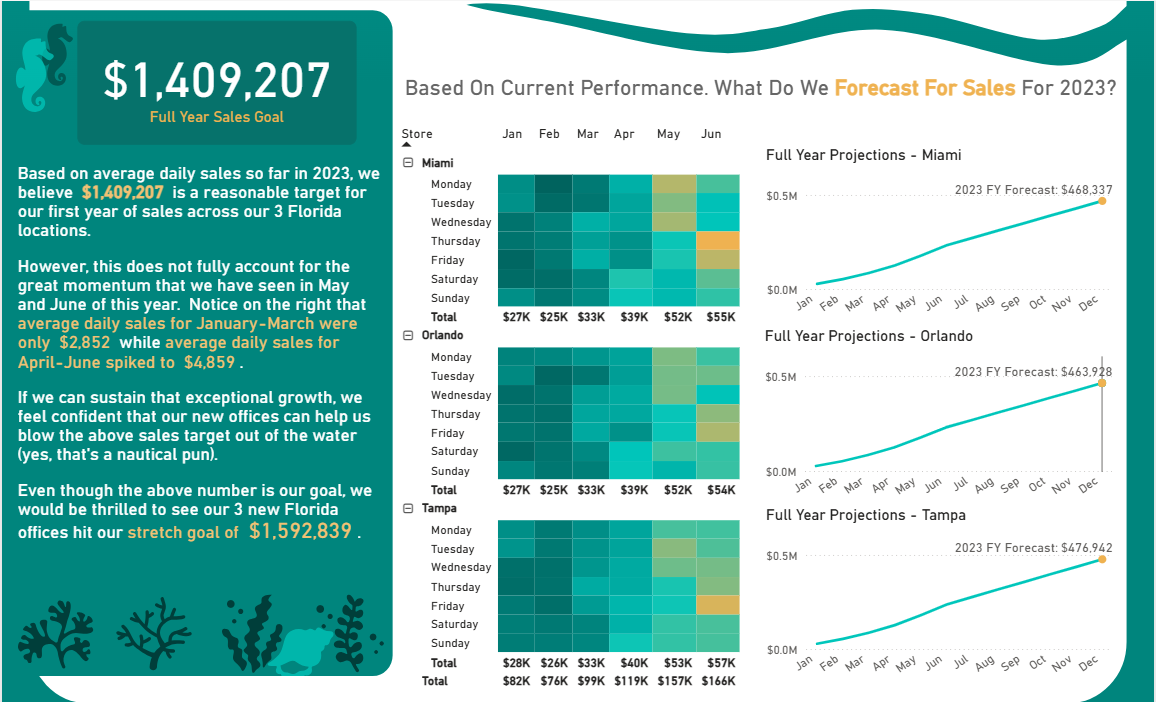 $1,409,207
Full Year Sales Goal
Based on average daily sales so far in 2023, we
believe $1,409,207 is a reasonable target for
our first year of sales across our 3 Florida
locations.
However, this does not fully account for the
great momentum that we have seen in May
and June of this year. Notice on the right that
average daily sales for January-March were
only $2,852 while average daily sales for
April-June spiked to $4,859 .
If we can sustain that exceptional growth, we
feel confident that our new offices can help us
blow the above sales target out of the water
(yes, that's a nautical pun).
Even though the above number is our goal, we
would be thrilled to see our 3 new Florida
offices hit our stretch goal of $1,592,839 .
Based On Current Performance. What Do We Forecast For Sales For 2023?
Store Jan Feb Mar Apr May Jun
Miami
Monday
Tuesday
Wednesday
Thursday
Friday
Saturday
Sunday
Total $27K $25K $33K $39K $52K $55K
Orlando
Monday
Tuesday
Wednesday
Thursday
Friday
Saturday
Sunday
Total $27K $25K $33K $39K $52K $54K
Tampa
Monday
Tuesday
Wednesday
Thursday
Friday
Saturday
Sunday
Total $28K $26K $33K $40K $53K $57K
Total $82K $76K $99K $119K $157K $166K
Full Year Projections - Miami
2023 FY Forecast: $468,337
$0.5M
$0.0M
Jan Feb Mar Apr May Jun Jul Aug Sep Oct Nov Dec
Full Year Projections - Orlando
2023 FY Forecast: $463,928
$0.5M
$0.0M
Jan Feb Mar Apr May Jun Jul Aug Sep Oct Nov Dec
Full Year Projections - Tampa
2023 FY Forecast: $476,942
$0.5M
$0.0M
Jan Feb Mar Apr May Jun Jul Aug Sep Oct Nov Dec